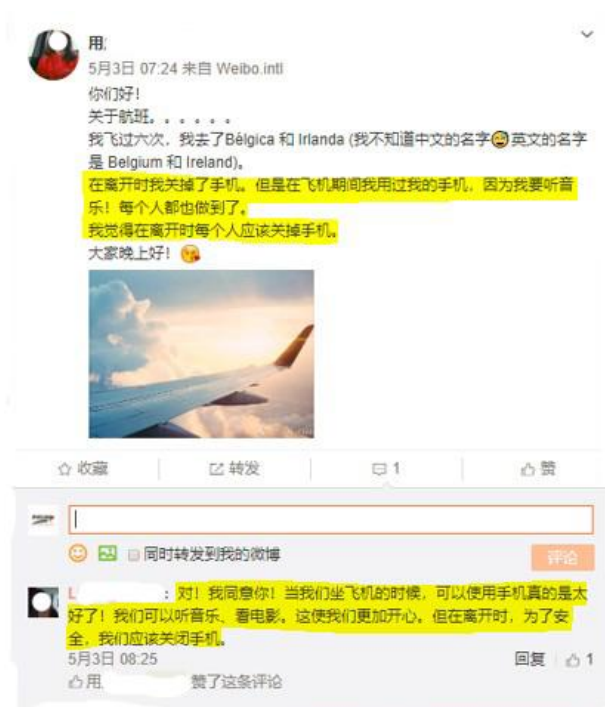 用
5月3日 07:24 来自 Weibo.intl
你们好!
关于航班。。。。。。
我飞过六次,我去了Bélgica 和 Irlanda (我不知道中文的名字😅英文的名字
是 Belgium 和 Ireland)。
在离开时我关掉了手机。但是在飞机期间我用过我的手机,因为我要听音
乐!每个人都也做到了。
我觉得在离开时每个人应该关掉手机。
大家晚上好!😘
收藏
转发
1
赞
同时转发到我的微博
评论
L : 对!我同意你!当我们坐飞机的时候,可以使用手机真的是太
好了!我们可以听音乐、看电影。这使我们更加开心。但在离开时,为了安
全,我们应该关闭手机。
5月3日 08:25
回复 1
用 赞了这条评论